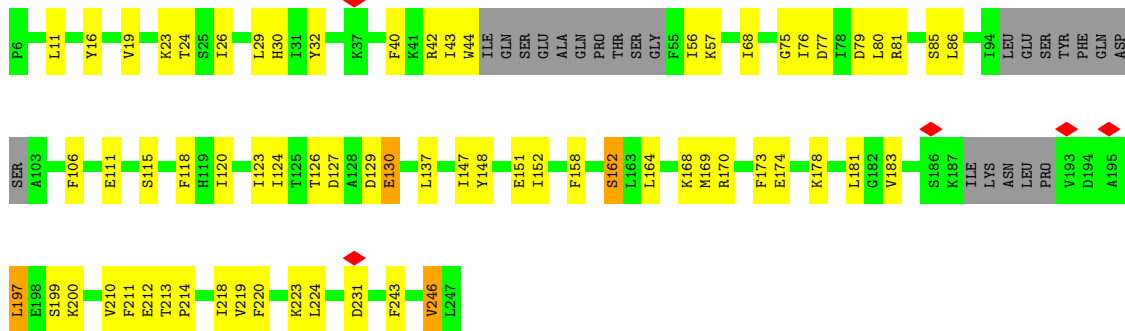 P6 L11 Y16 V19 K23 T24 S25 I26 L29 H30 I31 Y32 K37 F40 K41 R42 I43 W44 ILE GLN SER GLU ALA GLN PRO THR SER GLY F55 I56 K57 I68 G75 I76 D77 I78 D79 L80 R81 S85 L86 I94 LEU GLU SER TYR PHE GLN ASP
SER A103 F106 E111 S115 F118 H119 I120 I123 I124 T125 T126 D127 A128 D129 E130 L137 I147 Y148 E151 I152 F158 S162 L163 L164 K168 M169 R170 F173 E174 K178 L181 G182 V183 S186 K187 ILE LYS ASN LEU PRO V193 D194 A195
L197 E198 S199 K200 V210 F211 E212 T213 P214 I218 V219 F220 K223 L224 D231 F243 V246 L247